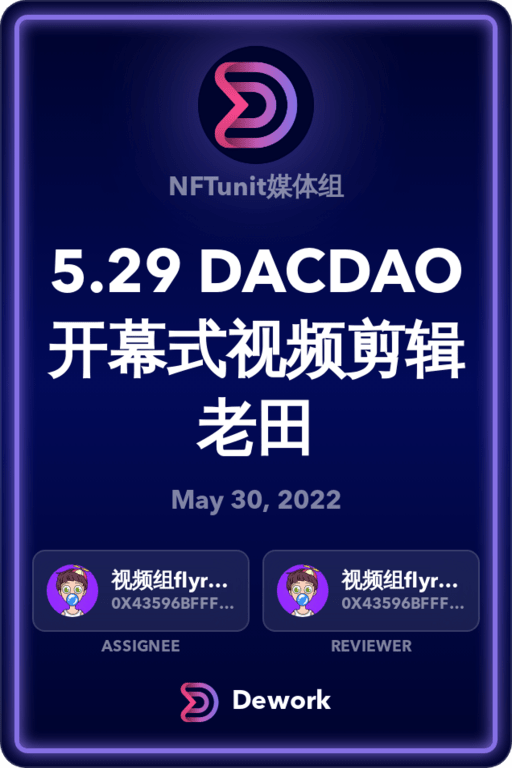 NFTunit媒体组
5.29 DACDAO
开幕式视频剪辑
老田
May 30, 2022
视频组flyr...
0X43596BFFF...
视频组flyr...
0X43596BFFF...
ASSIGNEE
REVIEWER
Dework